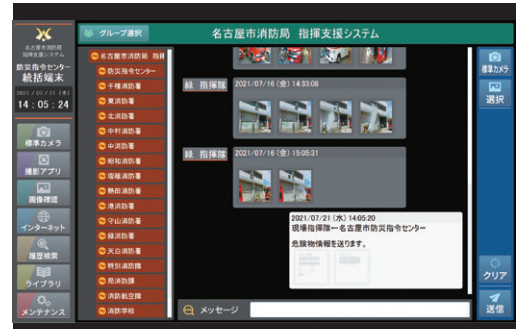 グループ選択
名古屋市消防局 指揮支援システム
名古屋市消防局
指揮支援システム
防災指令センター
統括端末
2021/07/21 (水)
14:05:24
標準カメラ
撮影アプリ
画像確認
インターネット
履歴検索
ライブラリ
メンテナンス
名古屋市消防局 指揮
防災指令センター
千種消防署
東消防署
北消防署
中村消防署
中消防署
昭和消防署
瑞穂消防署
熱田消防署
港消防署
守山消防署
緑消防署
天白消防署
特別消防隊
局消防課
消防航空隊
消防学校
緑 指揮隊
2021/07/16 (金) 14:33:08
緑 指揮隊
2021/07/16 (金) 15:05:31
2021/07/21 (水) 14:05:20
現場指揮隊←名古屋市防災指令センター
危険物情報を送ります。
メッセージ
標準カメラ
選択
クリア
送信